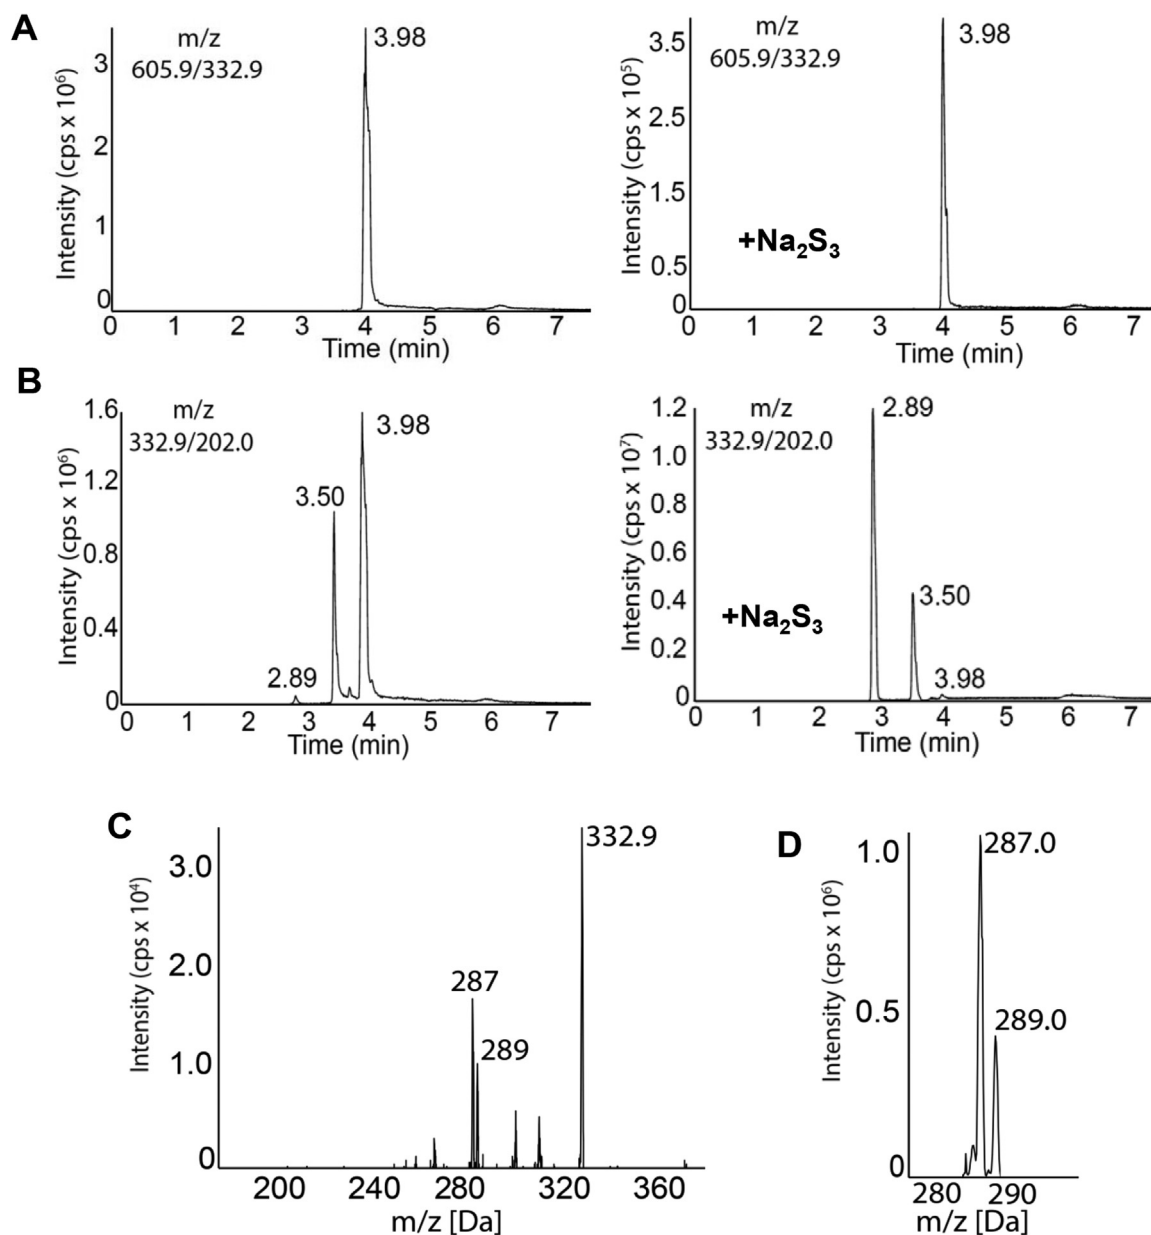 A
Intensity (cps x 10⁶)
3
2
1
0
m/z
605.9/332.9
3.98
0 1 2 3 4 5 6 7
Time (min)
Intensity (cps x 10⁵)
3.5
2.5
1.5
0.5
0
m/z
605.9/332.9
3.98
+Na₂S₃
0 1 2 3 4 5 6 7
Time (min)
B
Intensity (cps x 10⁶)
1.6
1.2
0.8
0.4
0
m/z
332.9/202.0
3.98
3.50
2.89
0 1 2 3 4 5 6 7
Time (min)
Intensity (cps x 10⁷)
1.2
1.0
0.8
0.6
0.4
0.2
0
m/z
332.9/202.0
2.89
3.50
+Na₂S₃
3.98
0 1 2 3 4 5 6 7
Time (min)
C
Intensity (cps x 10⁴)
3.0
2.0
1.0
0
332.9
287
289
200 240 280 320 360
m/z [Da]
D
Intensity (cps x 10⁶)
1.0
0.5
0
287.0
289.0
280 290
m/z [Da]